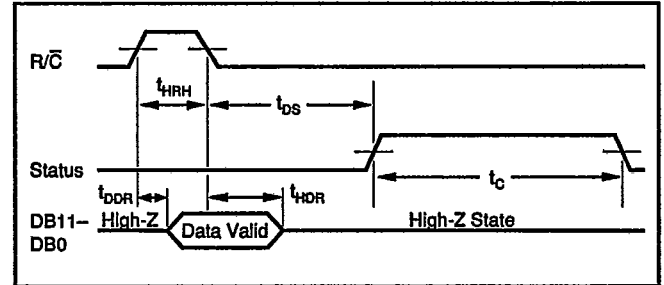 R/C̅
tHRH
tDS
Status
tC
tDDR
tHDR
DB11–
DB0
High-Z
Data Valid
High-Z State